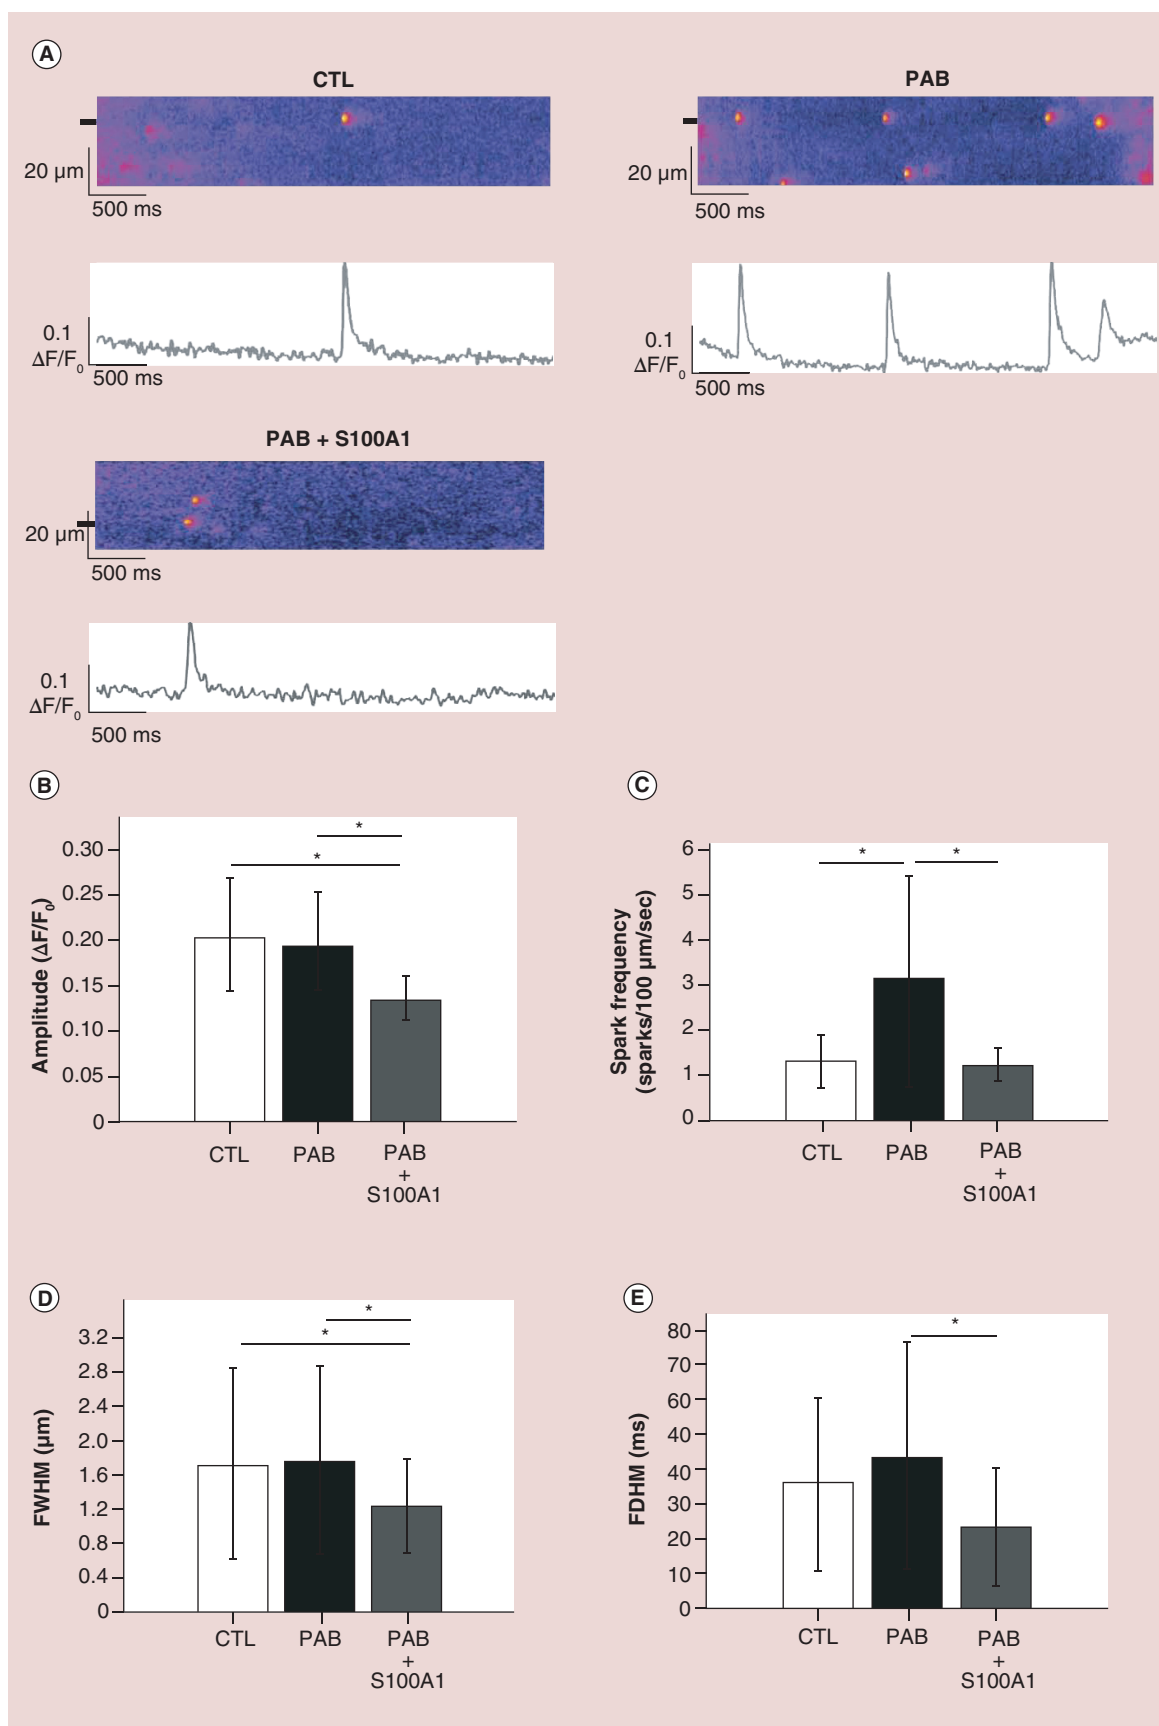 A
CTL
20 µm
500 ms
0.1
ΔF/F0
500 ms
PAB
20 µm
500 ms
0.1
ΔF/F0
500 ms
PAB + S100A1
20 µm
500 ms
0.1
ΔF/F0
500 ms
B
Amplitude (ΔF/F0)
0.30
0.25
0.20
0.15
0.10
0.05
0
*
*
CTL
PAB
PAB
+
S100A1
C
Spark frequency
(sparks/100 µm/sec)
6
5
4
3
2
1
0
*
*
CTL
PAB
PAB
+
S100A1
D
FWHM (µm)
3.2
2.8
2.4
2.0
1.6
1.2
0.8
0.4
0
*
*
CTL
PAB
PAB
+
S100A1
E
FDHM (ms)
80
70
60
40
40
30
20
10
0
*
CTL
PAB
PAB
+
S100A1